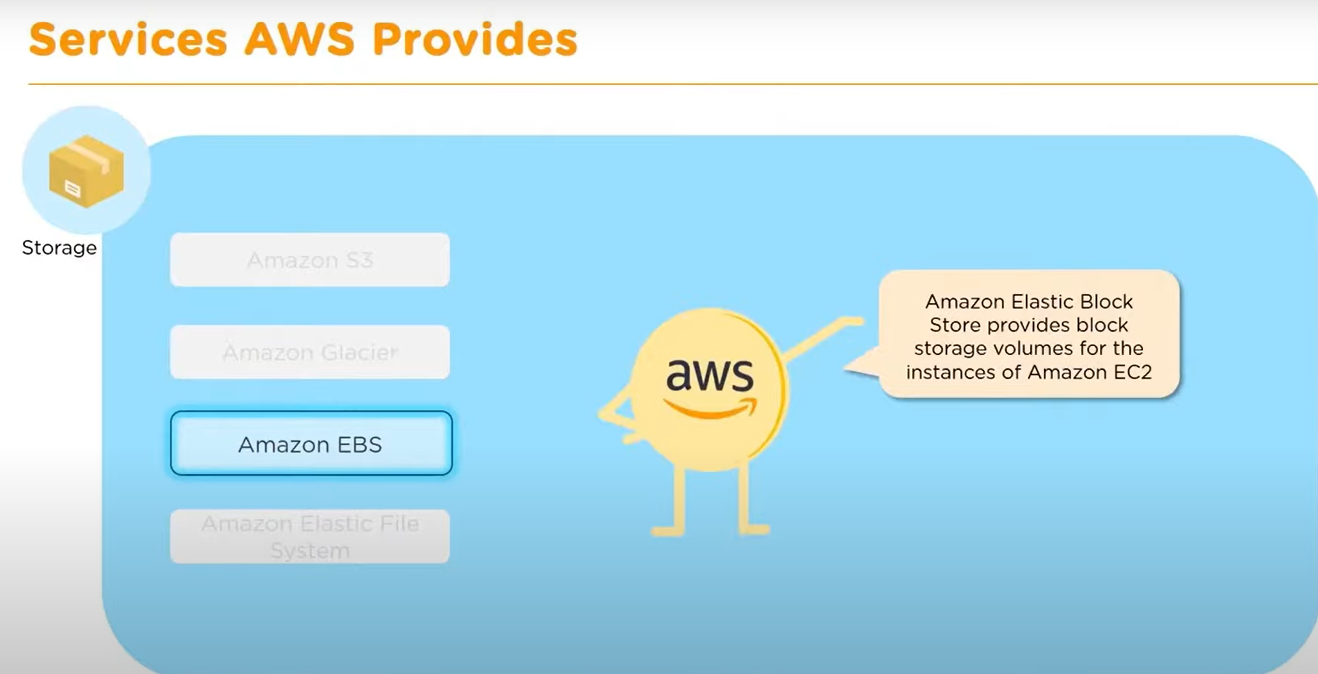 Services AWS Provides
Storage
Amazon S3
Amazon Glacier
Amazon EBS
Amazon Elastic File
System
aws
Amazon Elastic Block
Store provides block
storage volumes for the
instances of Amazon EC2